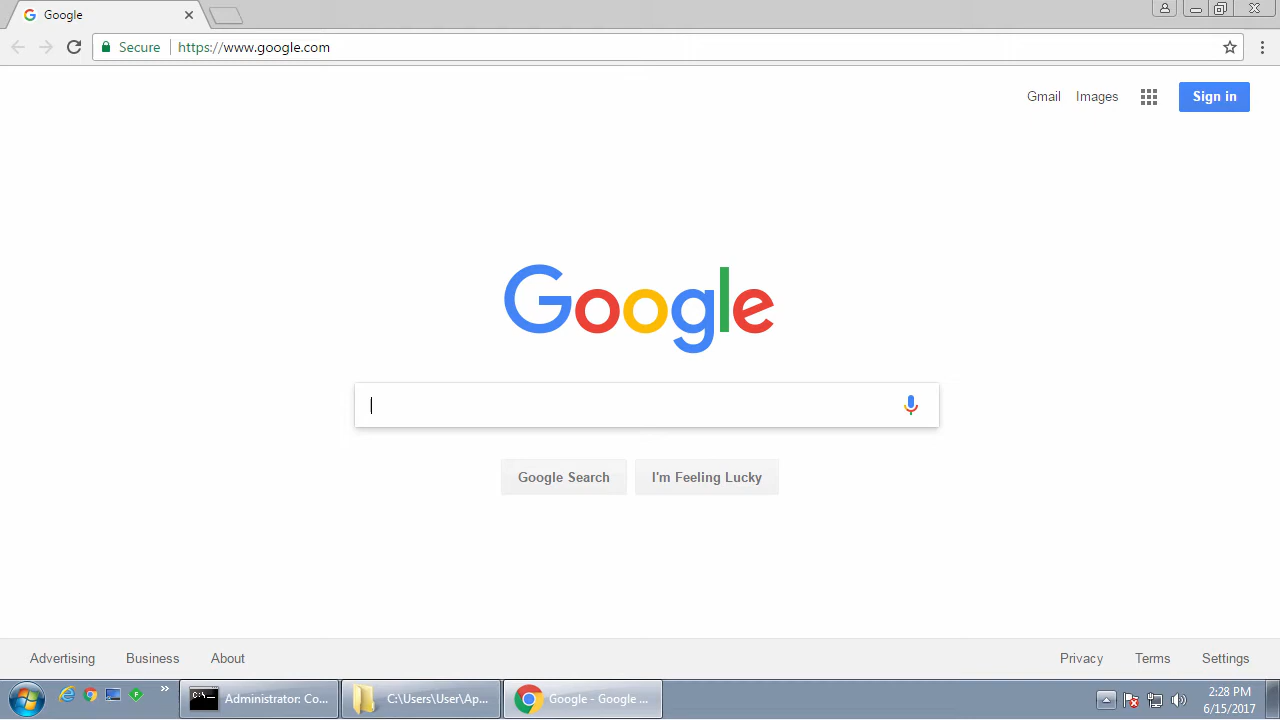 Google
Secure https://www.google.com
Gmail Images Sign in
Google
Google Search I'm Feeling Lucky
Advertising Business About Privacy Terms Settings
Administrator: Co... C:\Users\User\Ap... Google - Google ... 2:28 PM
6/15/2017